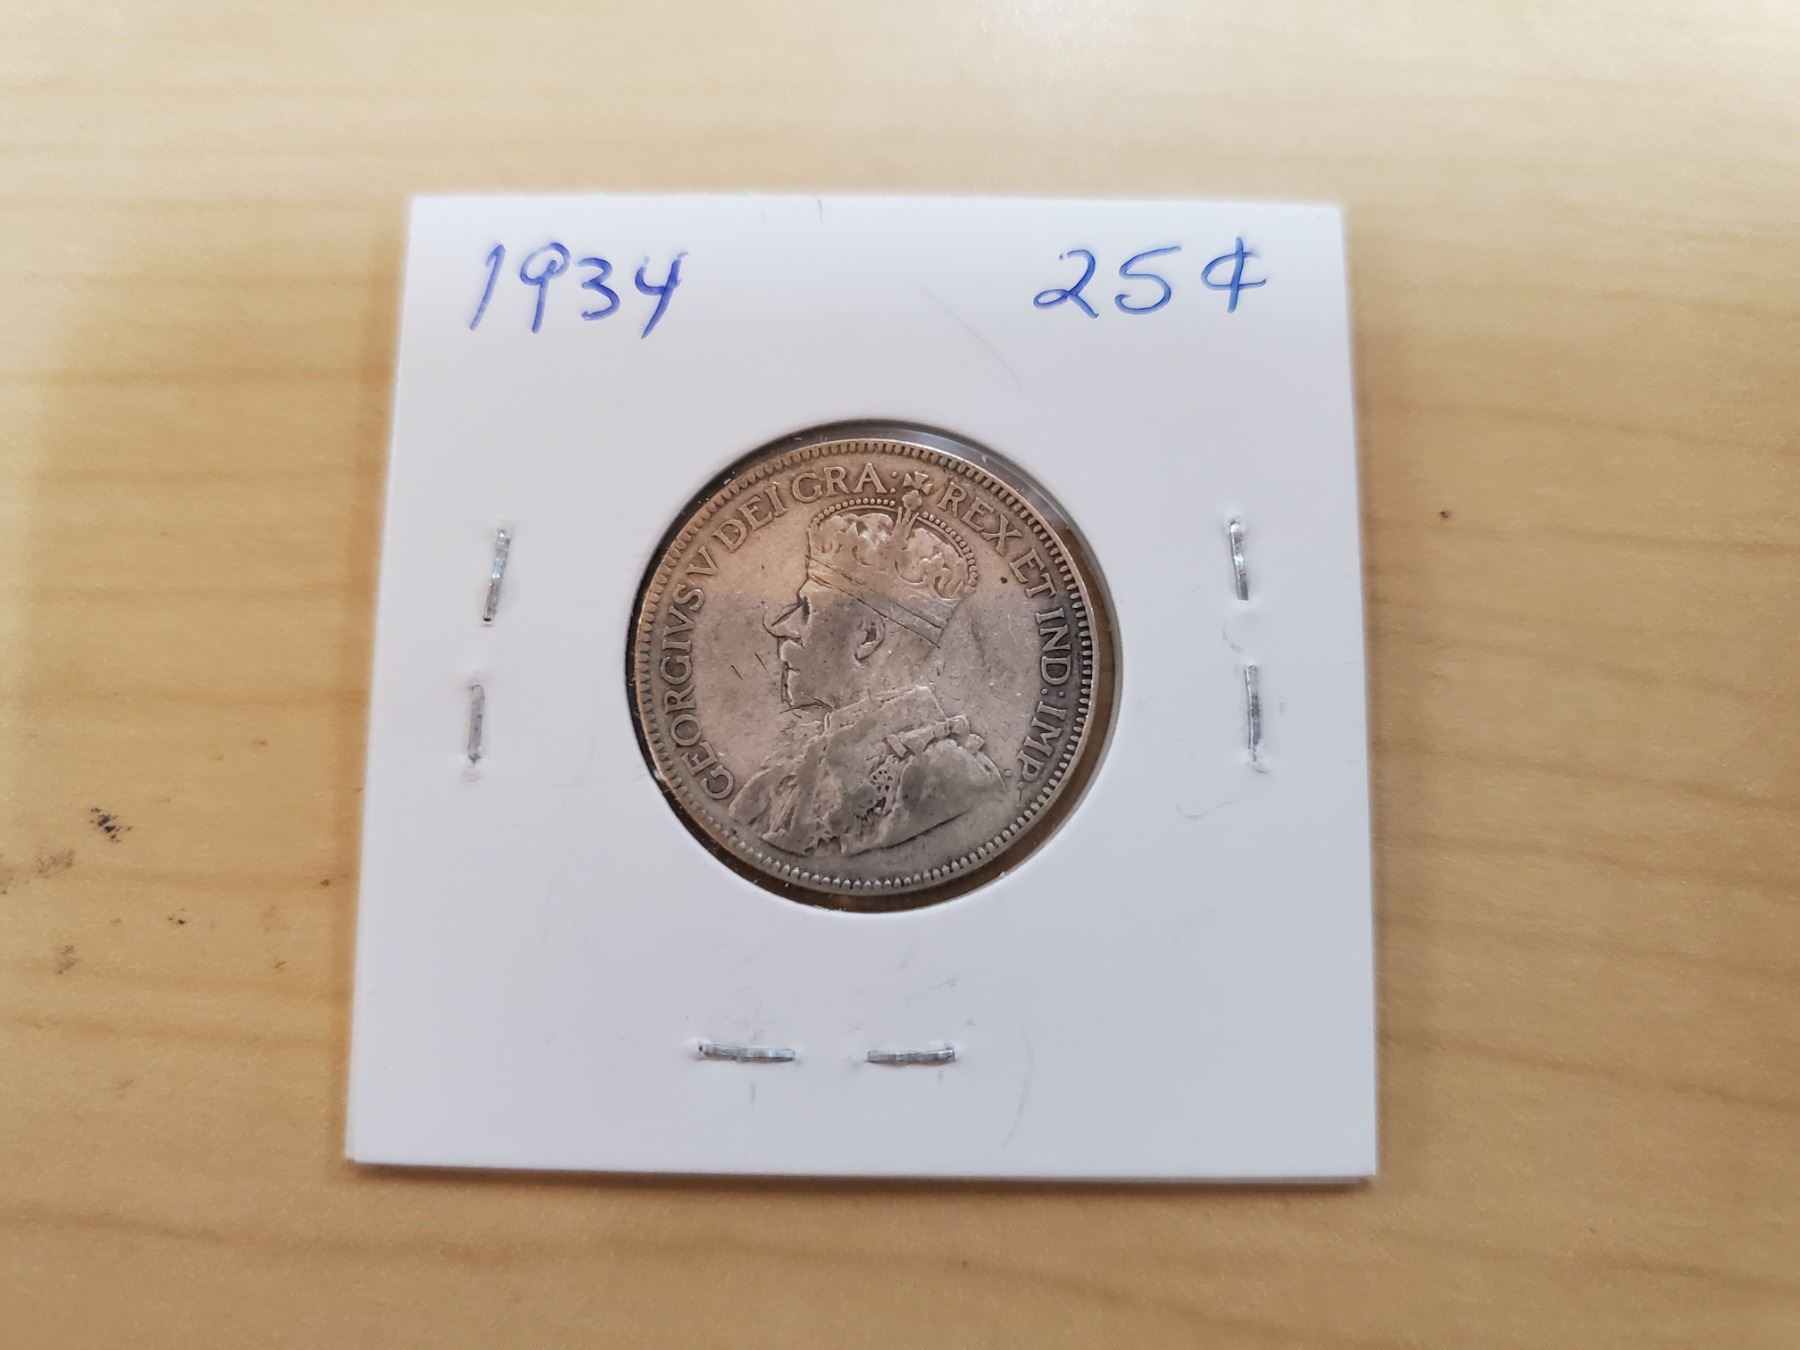 1934 25¢
GEORGIVS V DEI GRA: REX ET IND: IMP: